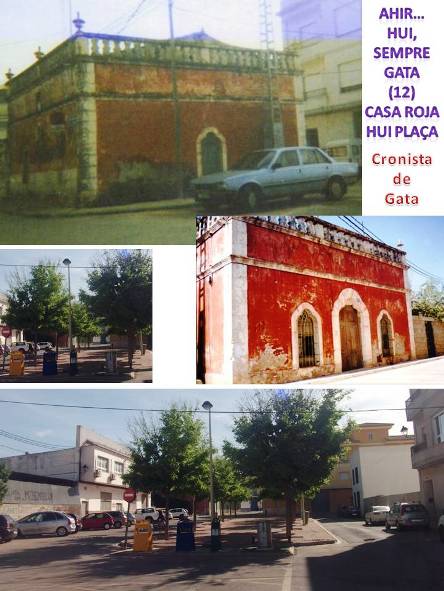 AHIR...
HUI,
SEMPRE
GATA
(12)
CASA ROJA
HUI PLAÇA
Cronista
de
Gata